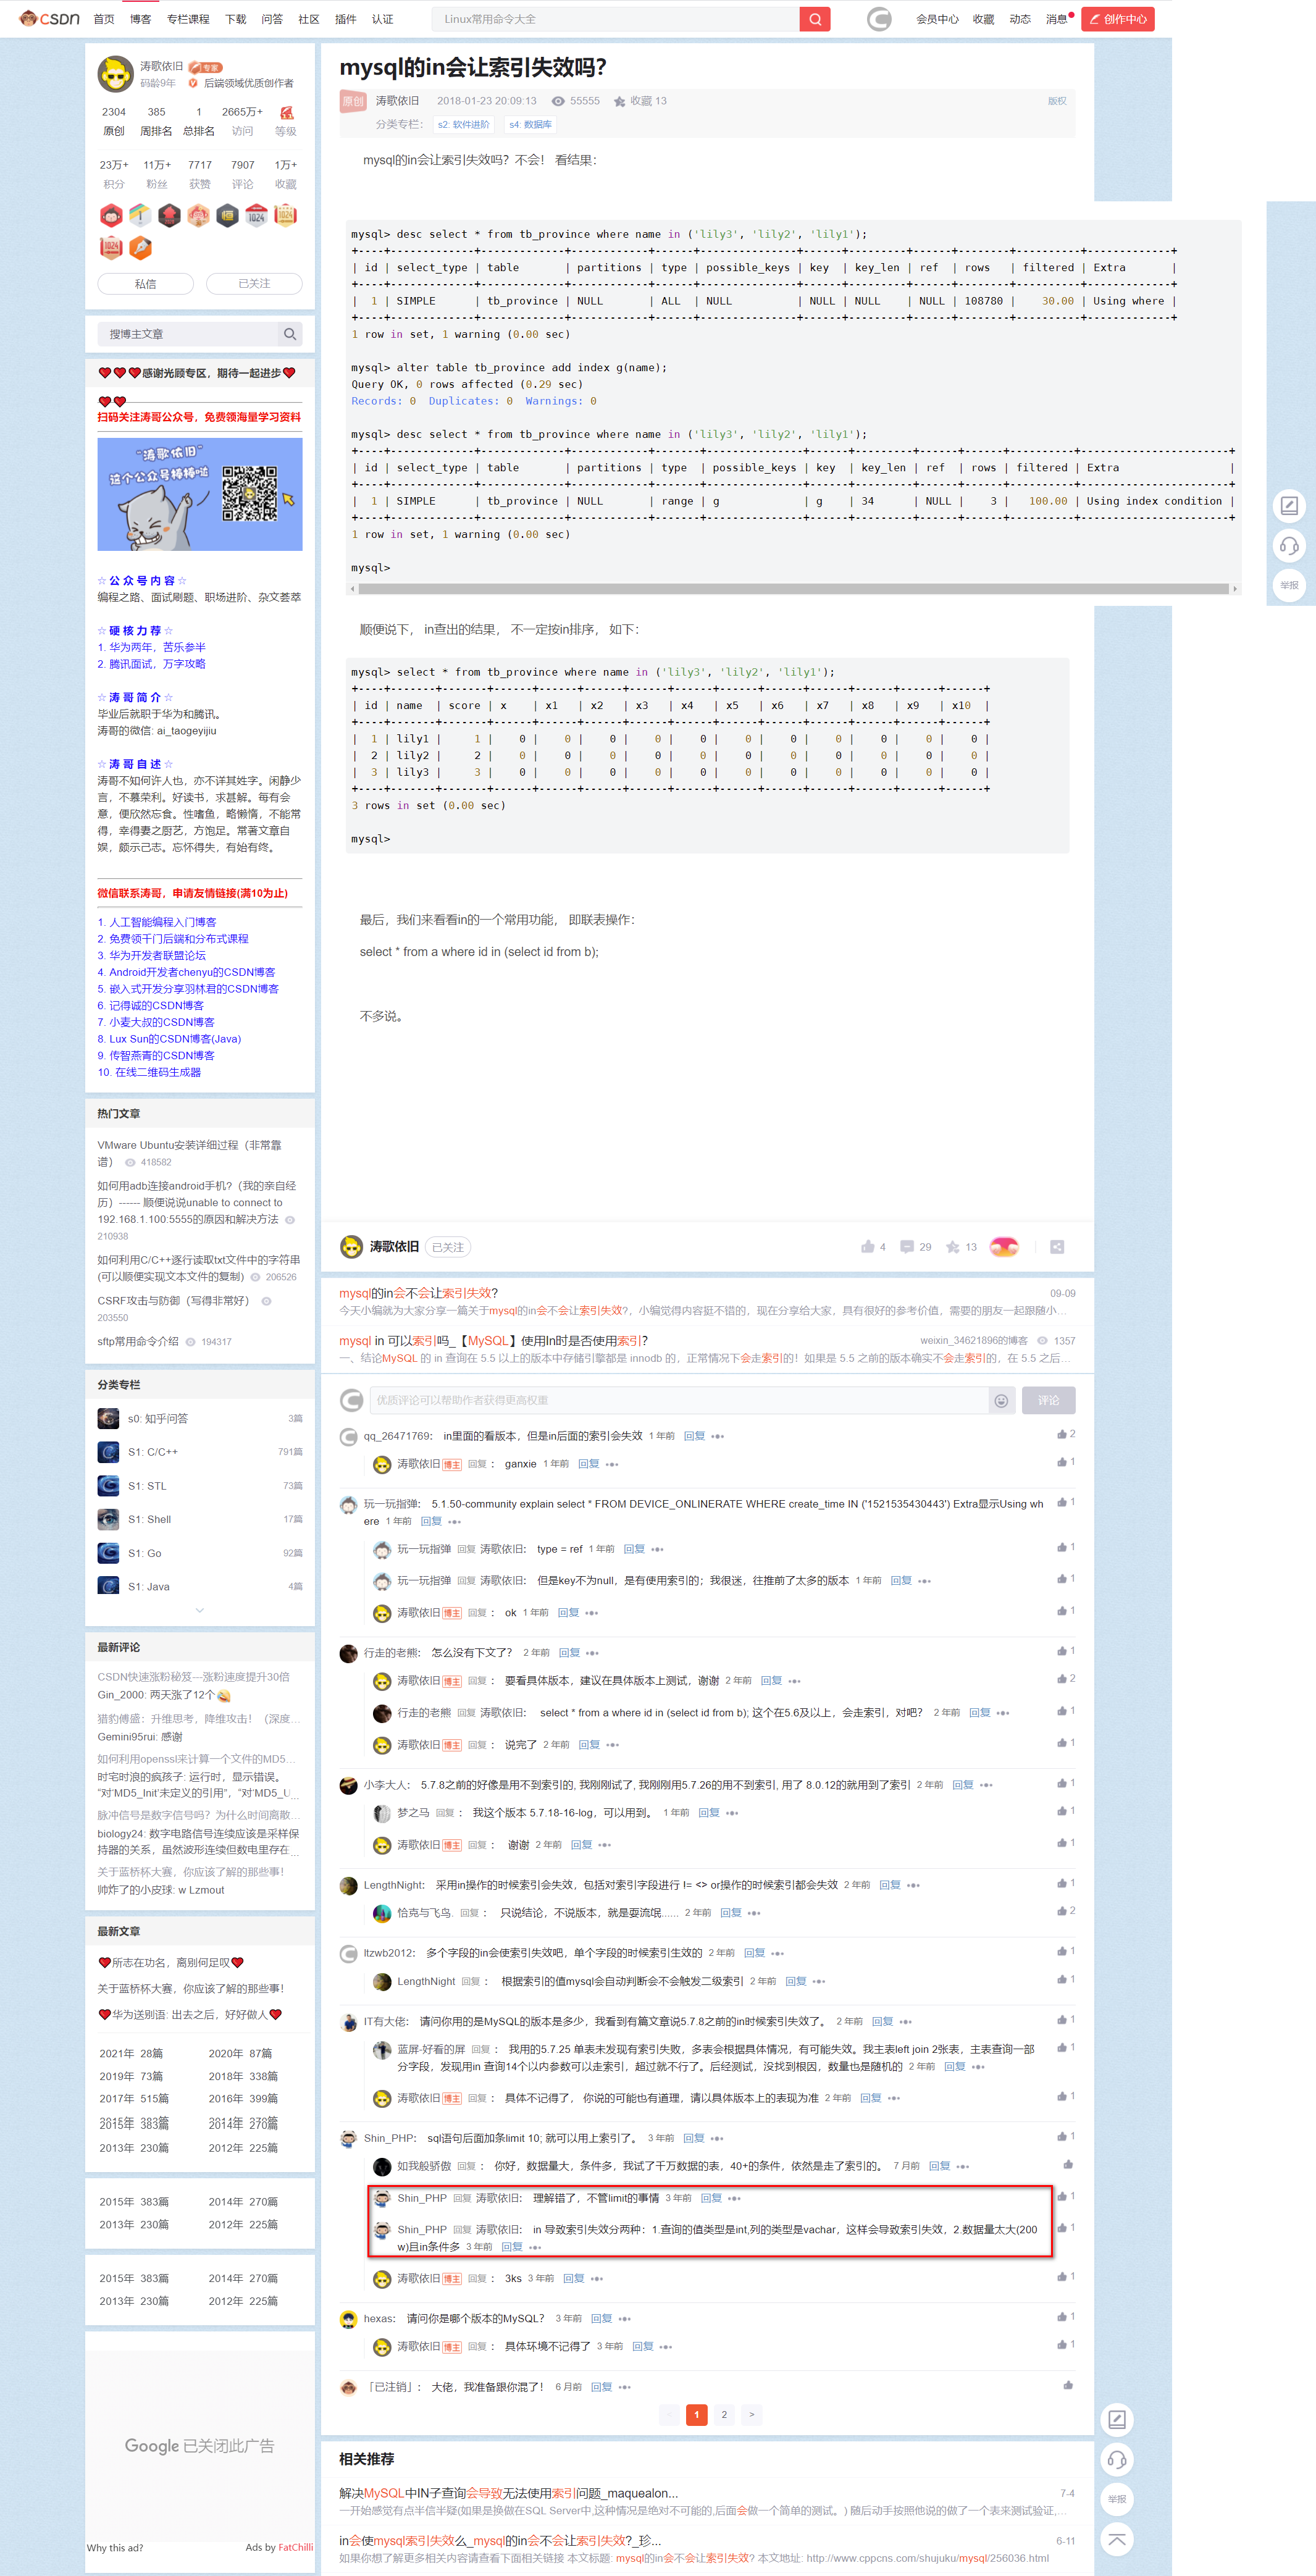 CSDN 首页 博客 专栏课程 下载 问答 社区 插件 认证 Linux常用命令大全 会员中心 收藏 动态 消息 创作中心
涛歌依旧 专家
码龄9年 后端领域优质创作者
2304 385 1 2665万+
原创 周排名 总排名 访问 等级
23万+ 11万+ 7717 7907 1万+
积分 粉丝 获赞 评论 收藏
私信 已关注
搜博主文章
感谢光顾专区，期待一起进步
扫码关注涛哥公众号，免费领海量学习资料
“涛歌依旧”
这个公众号棒棒哒
☆ 公 众 号 内 容 ☆
编程之路、面试刷题、职场进阶、杂文荟萃
☆ 硬 核 力 荐 ☆
1. 华为两年，苦乐参半
2. 腾讯面试，万字攻略
☆ 涛 哥 简 介 ☆
毕业后就职于华为和腾讯。
涛哥的微信: ai_taogeyijiu
☆ 涛 哥 自 述 ☆
涛哥不知何许人也，亦不详其姓字。闲静少
言，不慕荣利。好读书，求甚解。每有会
意，便欣然忘食。性嗜鱼，略懒惰，不能常
得，幸得妻之厨艺，方饱足。常著文章自
娱，颇示己志。忘怀得失，有始有终。
微信联系涛哥，申请友情链接(满10为止)
1. 人工智能编程入门博客
2. 免费领千门后端和分布式课程
3. 华为开发者联盟论坛
4. Android开发者chenyu的CSDN博客
5. 嵌入式开发分享羽林君的CSDN博客
6. 记得诚的CSDN博客
7. 小麦大叔的CSDN博客
8. Lux Sun的CSDN博客(Java)
9. 传智燕青的CSDN博客
10. 在线二维码生成器
热门文章
VMware Ubuntu安装详细过程（非常靠
谱） 418582
如何用adb连接android手机?（我的亲自经
历）------ 顺便说说unable to connect to
192.168.1.100:5555的原因和解决方法
210938
如何利用C/C++逐行读取txt文件中的字符串
(可以顺便实现文本文件的复制) 206526
CSRF攻击与防御（写得非常好）
203550
sftp常用命令介绍 194317
分类专栏
s0: 知乎问答 3篇
S1: C/C++ 791篇
S1: STL 73篇
S1: Shell 17篇
S1: Go 92篇
S1: Java 4篇
最新评论
CSDN快速涨粉秘笈---涨粉速度提升30倍
Gin_2000: 两天涨了12个
猎豹傅盛：升维思考，降维攻击！（深度...
Gemini95rui: 感谢
如何利用openssl来计算一个文件的MD5...
时宅时浪的疯孩子: 运行时，显示错误。
“对‘MD5_Init’未定义的引用”，“对‘MD5_U...
脉冲信号是数字信号吗？为什么时间离散...
biology24: 数字电路信号连续应该是采样保
持器的关系，虽然波形连续但数电里存在...
关于蓝桥杯大赛，你应该了解的那些事！
帅炸了的小皮球: w Lzmout
最新文章
所志在功名，离别何足叹
关于蓝桥杯大赛，你应该了解的那些事！
华为送别语: 出去之后，好好做人
2021年 28篇 2020年 87篇
2019年 73篇 2018年 338篇
2017年 515篇 2016年 399篇
2015年 383篇 2014年 270篇
2013年 230篇 2012年 225篇
2015年 383篇 2014年 270篇
2013年 230篇 2012年 225篇
2015年 383篇 2014年 270篇
2013年 230篇 2012年 225篇
Google 已关闭此广告
Why this ad? Ads by FatChilli
mysql的in会让索引失效吗?
原创 涛歌依旧 2018-01-23 20:09:13 55555 收藏 13 版权
分类专栏： s2: 软件进阶 s4: 数据库
mysql的in会让索引失效吗？不会！ 看结果：
mysql> desc select * from tb_province where name in ('lily3', 'lily2', 'lily1');
+----+-------------+-------------+------------+------+---------------+------+---------+------+--------+----------+-------------+
| id | select_type | table | partitions | type | possible_keys | key | key_len | ref | rows | filtered | Extra |
+----+-------------+-------------+------------+------+---------------+------+---------+------+--------+----------+-------------+
| 1 | SIMPLE | tb_province | NULL | ALL | NULL | NULL | NULL | NULL | 108780 | 30.00 | Using where |
+----+-------------+-------------+------------+------+---------------+------+---------+------+--------+----------+-------------+
1 row in set, 1 warning (0.00 sec)
mysql> alter table tb_province add index g(name);
Query OK, 0 rows affected (0.29 sec)
Records: 0 Duplicates: 0 Warnings: 0
mysql> desc select * from tb_province where name in ('lily3', 'lily2', 'lily1');
+----+-------------+-------------+------------+-------+---------------+------+---------+------+------+----------+-----------------------+
| id | select_type | table | partitions | type | possible_keys | key | key_len | ref | rows | filtered | Extra |
+----+-------------+-------------+------------+-------+---------------+------+---------+------+------+----------+-----------------------+
| 1 | SIMPLE | tb_province | NULL | range | g | g | 34 | NULL | 3 | 100.00 | Using index condition |
+----+-------------+-------------+------------+-------+---------------+------+---------+------+------+----------+-----------------------+
1 row in set, 1 warning (0.00 sec)
mysql>
举报
顺便说下， in查出的结果， 不一定按in排序， 如下：
mysql> select * from tb_province where name in ('lily3', 'lily2', 'lily1');
+----+-------+-------+------+------+------+------+------+------+------+------+------+------+------+
| id | name | score | x | x1 | x2 | x3 | x4 | x5 | x6 | x7 | x8 | x9 | x10 |
+----+-------+-------+------+------+------+------+------+------+------+------+------+------+------+
| 1 | lily1 | 1 | 0 | 0 | 0 | 0 | 0 | 0 | 0 | 0 | 0 | 0 | 0 |
| 2 | lily2 | 2 | 0 | 0 | 0 | 0 | 0 | 0 | 0 | 0 | 0 | 0 | 0 |
| 3 | lily3 | 3 | 0 | 0 | 0 | 0 | 0 | 0 | 0 | 0 | 0 | 0 | 0 |
+----+-------+-------+------+------+------+------+------+------+------+------+------+------+------+
3 rows in set (0.00 sec)
mysql>
最后，我们来看看in的一个常用功能， 即联表操作：
select * from a where id in (select id from b);
不多说。
涛歌依旧 已关注 4 29 13
mysql的in会不会让索引失效? 09-09
今天小编就为大家分享一篇关于mysql的in会不会让索引失效?，小编觉得内容挺不错的，现在分享给大家，具有很好的参考价值，需要的朋友一起跟随小...
mysql in 可以索引吗_【MySQL】使用In时是否使用索引? weixin_34621896的博客 1357
一、结论MySQL 的 in 查询在 5.5 以上的版本中存储引擎都是 innodb 的，正常情况下会走索引的！如果是 5.5 之前的版本确实不会走索引的，在 5.5 之后...
优质评论可以帮助作者获得更高权重 评论
qq_26471769： in里面的看版本，但是in后面的索引会失效 1 年前 回复 2
涛歌依旧 博主 回复： ganxie 1 年前 回复 1
玩一玩指弹： 5.1.50-community explain select * FROM DEVICE_ONLINERATE WHERE create_time IN ('1521535430443') Extra显示Using wh 1
ere 1 年前 回复
玩一玩指弹 回复 涛歌依旧： type = ref 1 年前 回复 1
玩一玩指弹 回复 涛歌依旧： 但是key不为null，是有使用索引的；我很迷，往推前了太多的版本 1 年前 回复 1
涛歌依旧 博主 回复： ok 1 年前 回复 1
行走的老熊： 怎么没有下文了？ 2 年前 回复 1
涛歌依旧 博主 回复： 要看具体版本，建议在具体版本上测试，谢谢 2 年前 回复 2
行走的老熊 回复 涛歌依旧： select * from a where id in (select id from b); 这个在5.6及以上，会走索引，对吧？ 2 年前 回复 1
涛歌依旧 博主 回复： 说完了 2 年前 回复 1
小李大人： 5.7.8之前的好像是用不到索引的, 我刚刚试了, 我刚刚用5.7.26的用不到索引, 用了 8.0.12的就用到了索引 2 年前 回复 1
梦之马 回复： 我这个版本 5.7.18-16-log，可以用到。 1 年前 回复 1
涛歌依旧 博主 回复： 谢谢 2 年前 回复 1
LengthNight： 采用in操作的时候索引会失效，包括对索引字段进行 != <> or操作的时候索引都会失效 2 年前 回复 1
恰克与飞鸟. 回复： 只说结论，不说版本，就是耍流氓...... 2 年前 回复 2
ltzwb2012： 多个字段的in会使索引失效吧，单个字段的时候索引生效的 2 年前 回复 1
LengthNight 回复： 根据索引的值mysql会自动判断会不会触发二级索引 2 年前 回复 1
IT有大佬： 请问你用的是MySQL的版本是多少，我看到有篇文章说5.7.8之前的in时候索引失效了。 2 年前 回复 1
蓝屏-好看的屏 回复： 我用的5.7.25 单表未发现有索引失败，多表会根据具体情况，有可能失效。我主表left join 2张表，主表查询一部 1
分字段，发现用in 查询14个以内参数可以走索引，超过就不行了。后经测试，没找到根因，数量也是随机的 2 年前 回复
涛歌依旧 博主 回复： 具体不记得了， 你说的可能也有道理，请以具体版本上的表现为准 2 年前 回复 1
Shin_PHP： sql语句后面加条limit 10; 就可以用上索引了。 3 年前 回复 1
如我般骄傲 回复： 你好，数据量大，条件多，我试了千万数据的表，40+的条件，依然是走了索引的。 7 月前 回复
Shin_PHP 回复 涛歌依旧： 理解错了，不管limit的事情 3 年前 回复 1
Shin_PHP 回复 涛歌依旧： in 导致索引失效分两种：1.查询的值类型是int,列的类型是vachar，这样会导致索引失效，2.数据量太大(200 1
w)且in条件多 3 年前 回复
涛歌依旧 博主 回复： 3ks 3 年前 回复 1
hexas： 请问你是哪个版本的MySQL？ 3 年前 回复 1
涛歌依旧 博主 回复： 具体环境不记得了 3 年前 回复 1
「已注销」： 大佬，我准备跟你混了！ 6 月前 回复
< 1 2 >
相关推荐
解决MySQL中IN子查询会导致无法使用索引问题_maquealon... 7-4
一开始感觉有点半信半疑(如果是换做在SQL Server中,这种情况是绝对不可能的,后面会做一个简单的测试。) 随后动手按照他说的做了一个表来测试验证,...
in会使mysql索引失效么_mysql的in会不会让索引失效?_珍... 6-11
如果你想了解更多相关内容请查看下面相关链接 本文标题: mysql的in会不会让索引失效? 本文地址: http://www.cppcns.com/shujuku/mysql/256036.html
举报